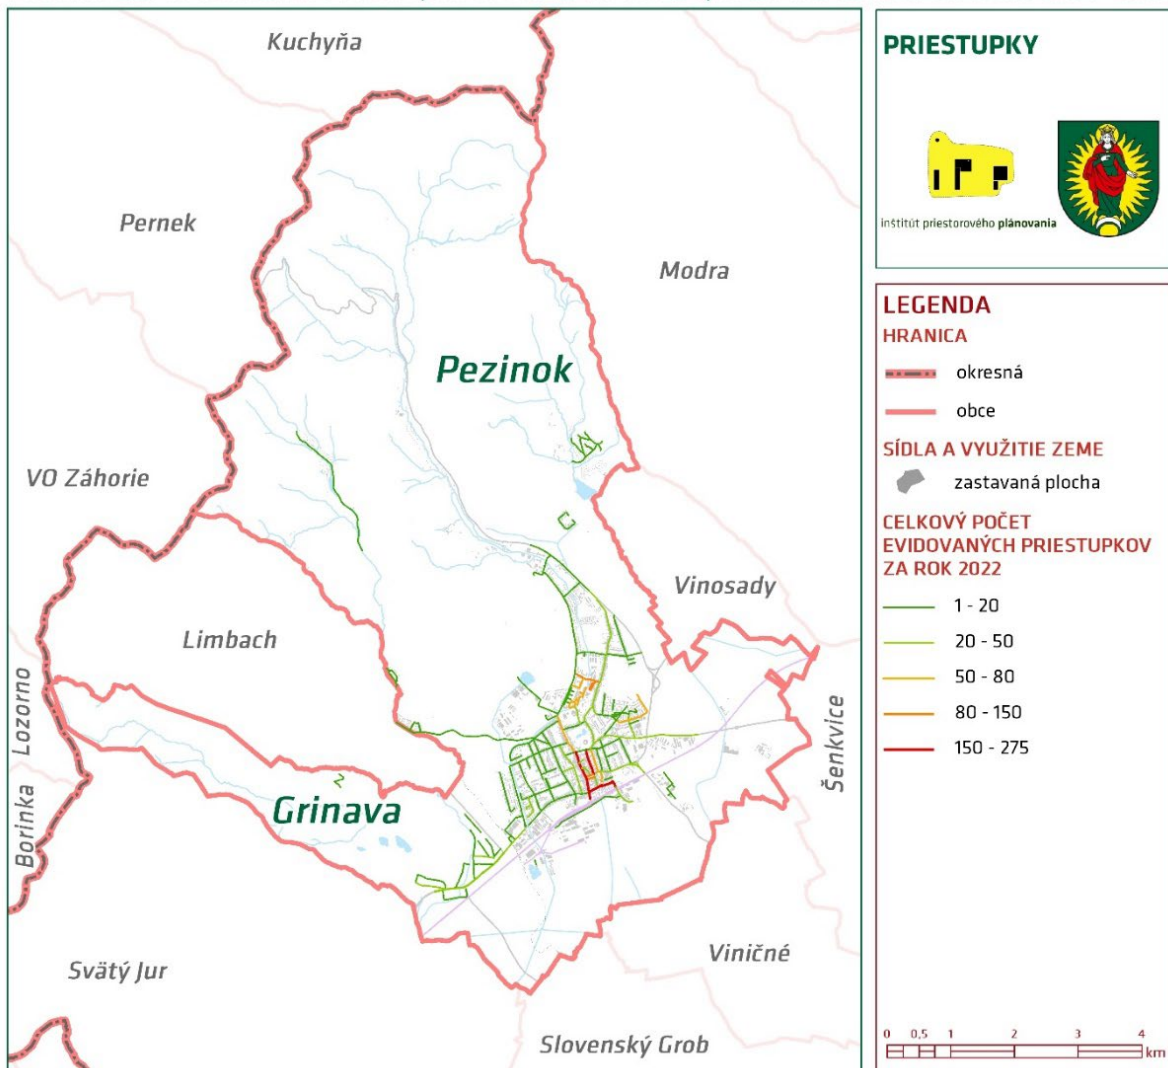 Kuchyňa
Pernek
Modra
Pezinok
VO Záhorie
Vinosady
Limbach
Lozorno
Šenkvice
Grinava
Borinka
Viničné
Svätý Jur
Slovenský Grob
PRIESTUPKY
inštitút priestorového plánovania
LEGENDA
HRANICA
okresná
obce
SÍDLA A VYUŽITIE ZEME
zastavaná plocha
CELKOVÝ POČET
EVIDOVANÝCH PRIESTUPKOV
ZA ROK 2022
1 - 20
20 - 50
50 - 80
80 - 150
150 - 275
0 0,5 1 2 3 4
km